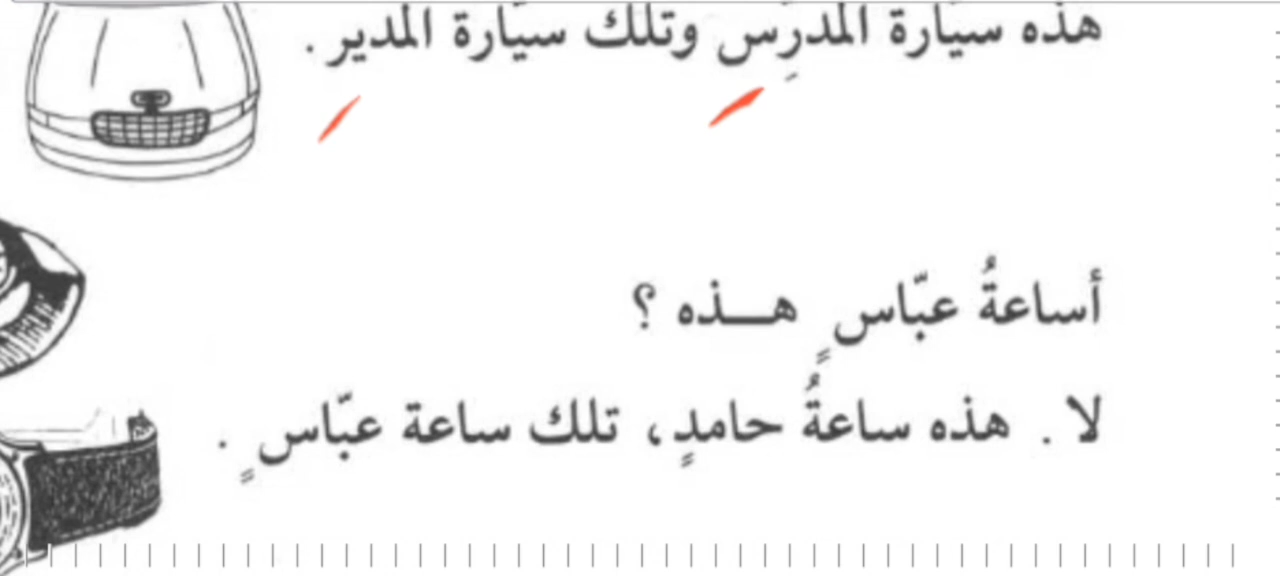 هذه سيّارة المدرِّس وتلك سيّارة المدير .
أساعةُ عبّاسٍ هـــذه ؟
لا . هذه ساعةُ حامدٍ، تلك ساعة عبّاسٍ .